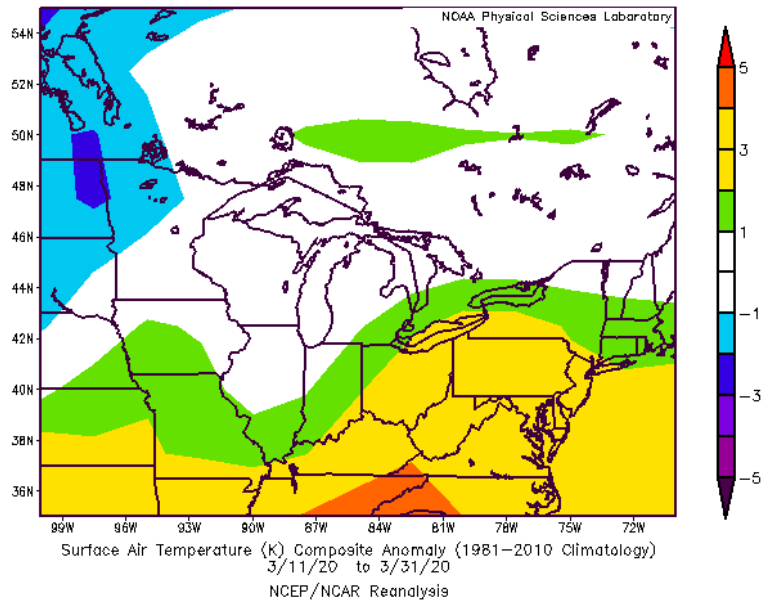 NOAA Physical Sciences Laboratory
54N
52N
50N
48N
46N
44N
42N
40N
38N
36N
99W 96W 93W 90W 87W 84W 81W 78W 75W 72W
5
3
1
−1
−3
−5
Surface Air Temperature (K) Composite Anomaly (1981−2010 Climatology)
3/11/20 to 3/31/20
NCEP/NCAR Reanalysis